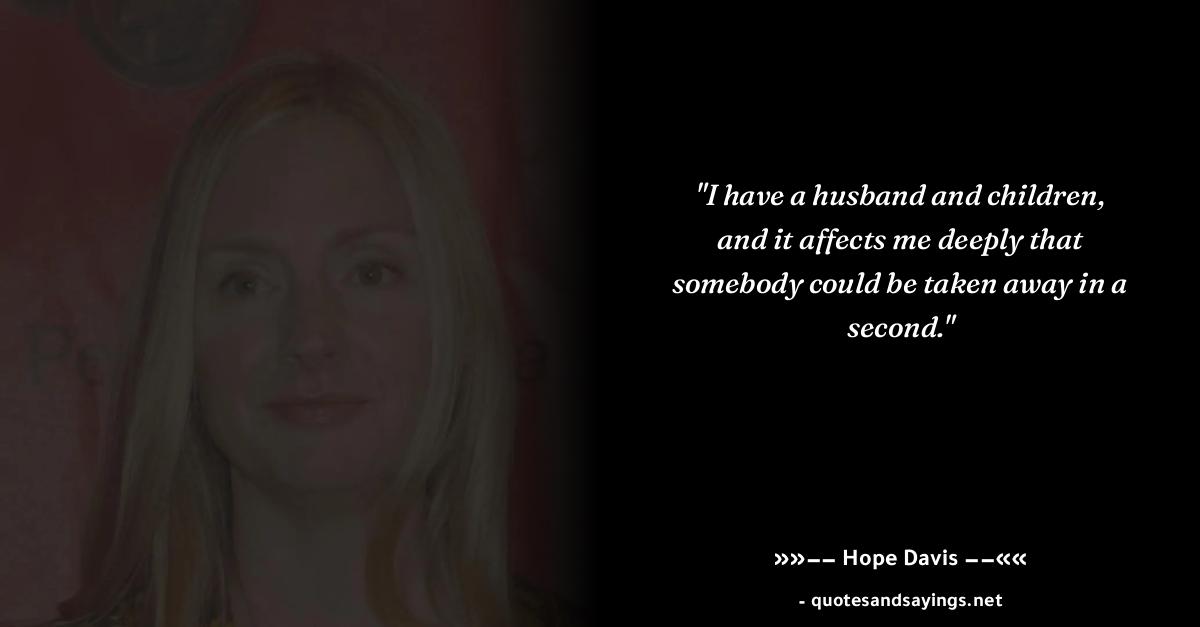 "I have a husband and children,
and it affects me deeply that
somebody could be taken away in a
second."
»»–– Hope Davis ––««
- quotesandsayings.net